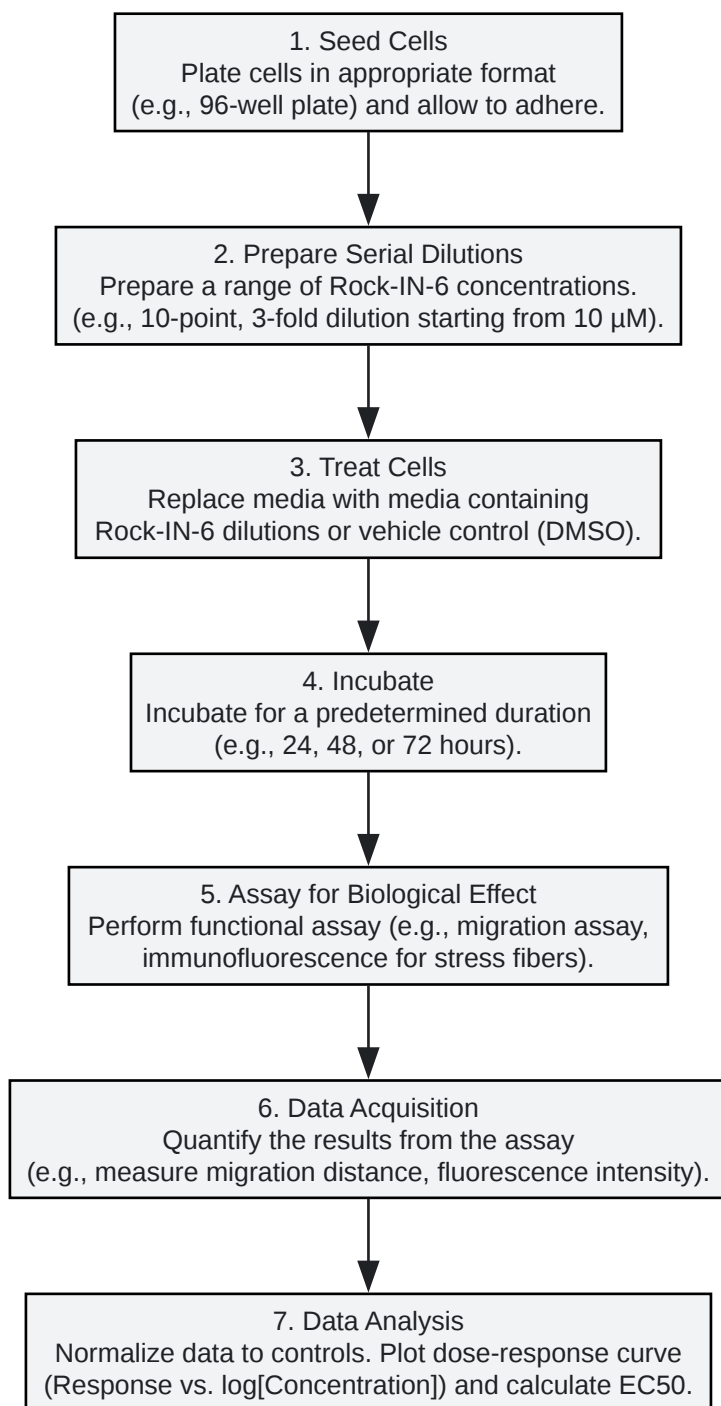 1. Seed Cells
Plate cells in appropriate format
(e.g., 96-well plate) and allow to adhere.
2. Prepare Serial Dilutions
Prepare a range of Rock-IN-6 concentrations.
(e.g., 10-point, 3-fold dilution starting from 10 µM).
3. Treat Cells
Replace media with media containing
Rock-IN-6 dilutions or vehicle control (DMSO).
4. Incubate
Incubate for a predetermined duration
(e.g., 24, 48, or 72 hours).
5. Assay for Biological Effect
Perform functional assay (e.g., migration assay,
immunofluorescence for stress fibers).
6. Data Acquisition
Quantify the results from the assay
(e.g., measure migration distance, fluorescence intensity).
7. Data Analysis
Normalize data to controls. Plot dose-response curve
(Response vs. log[Concentration]) and calculate EC50.